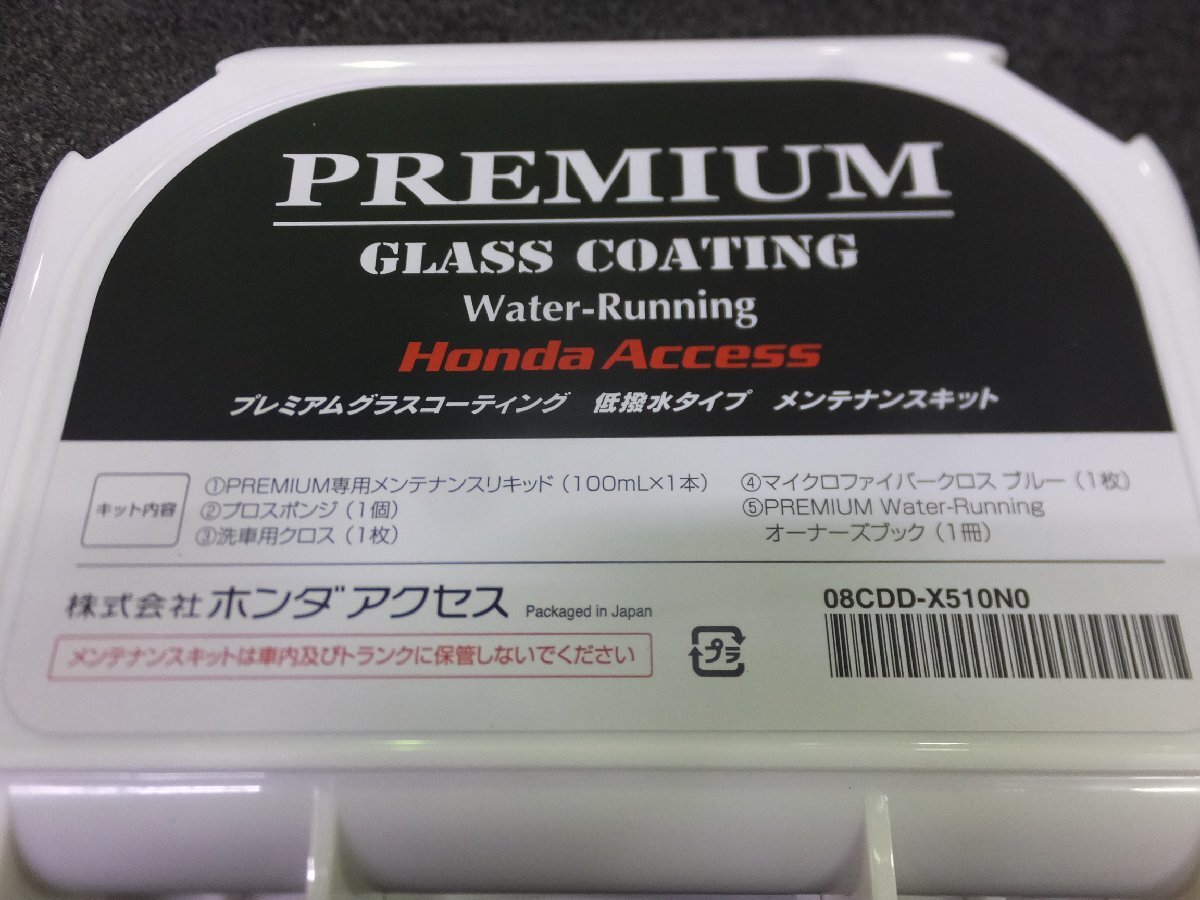 PREMIUM
GLASS COATING
Water-Running
Honda Access
プレミアムグラスコーティング 低撥水タイプ メンテナンスキット
キット内容
①PREMIUM専用メンテナンスリキッド(100mL×1本)
②プロスポンジ(1個)
③洗車用クロス(1枚)
④マイクロファイバークロス ブルー(1枚)
⑤PREMIUM Water-Running
オーナーズブック(1冊)
株式会社ホンダアクセス Packaged in Japan
メンテナンスキットは車内及びトランクに保管しないでください
プラ
08CDD-X510N0